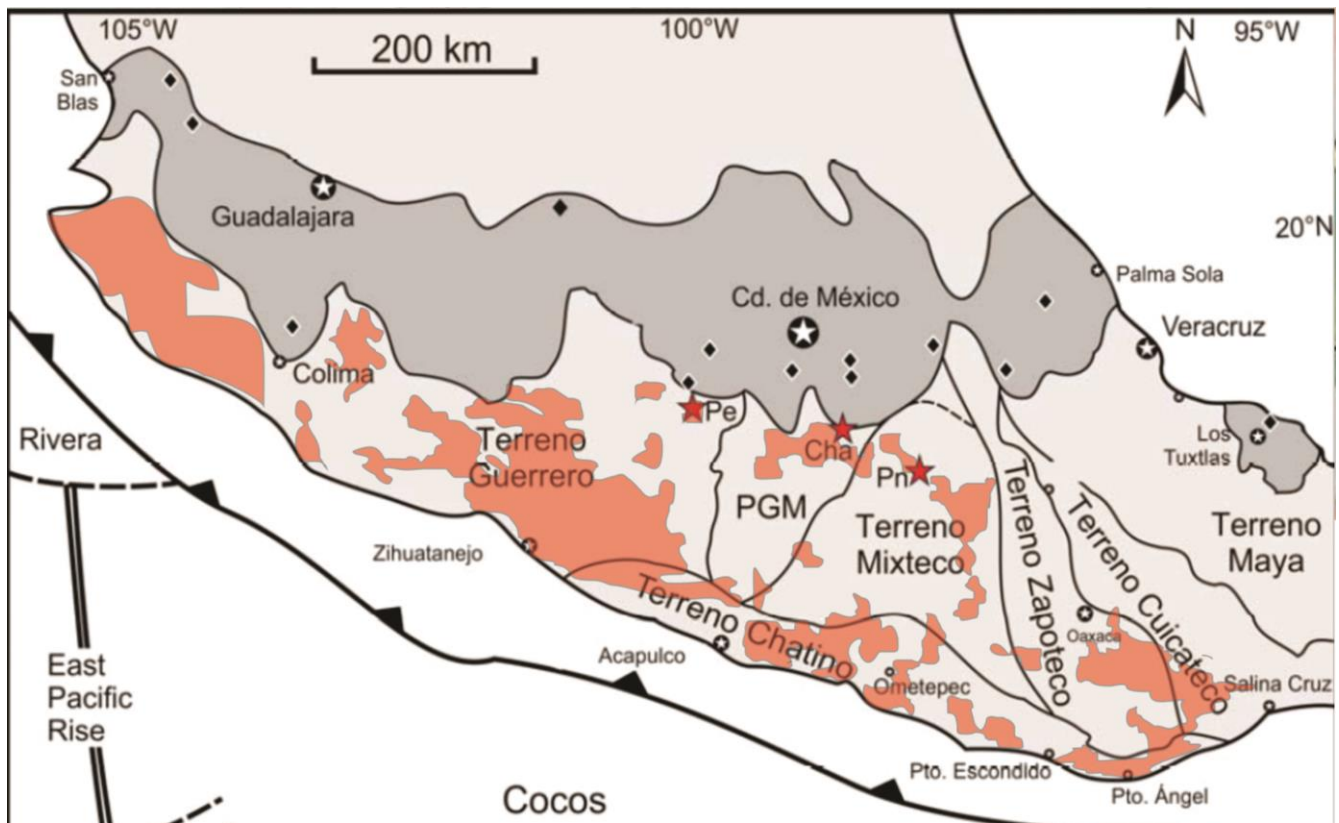 105°W
100°W
N
95°W
200 km
San
Blas
Guadalajara
20°N
Palma Sola
Cd. de México
Veracruz
Colima
Rivera
Pe
Terreno
Guerrero
Cha
Los
Tuxtlas
Pn
PGM
Terreno
Mixteco
Terreno Zapoteco
Terreno Cuicateco
Terreno
Maya
Zihuatanejo
Terreno Chatino
Oaxaca
Acapulco
Ometepec
Salina Cruz
East
Pacific
Rise
Pto. Escondido
Pto. Ángel
Cocos